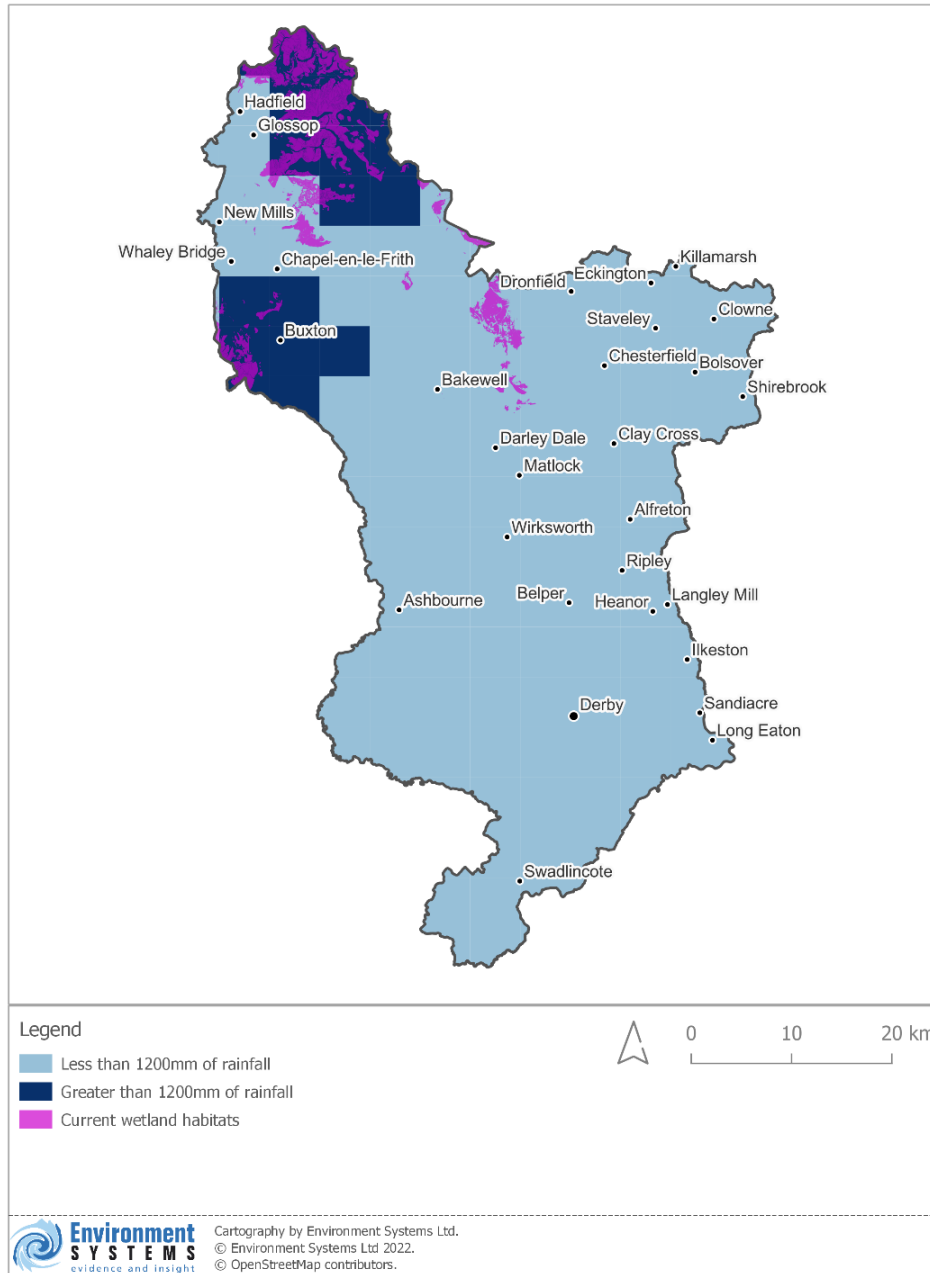 Hadfield
Glossop
New Mills
Whaley Bridge
Chapel-en-le-Frith
Killamarsh
Eckington
Dronfield
Clowne
Staveley
Buxton
Chesterfield
Bolsover
Bakewell
Shirebrook
Darley Dale
Clay Cross
Matlock
Alfreton
Wirksworth
Ripley
Belper
Langley Mill
Ashbourne
Heanor
Ilkeston
Derby
Sandiacre
Long Eaton
Swadlincote
Legend
0 10 20 km
Less than 1200mm of rainfall
Greater than 1200mm of rainfall
Current wetland habitats
Environment
SYSTEMS
evidence and insight
Cartography by Environment Systems Ltd.
© Environment Systems Ltd 2022.
© OpenStreetMap contributors.